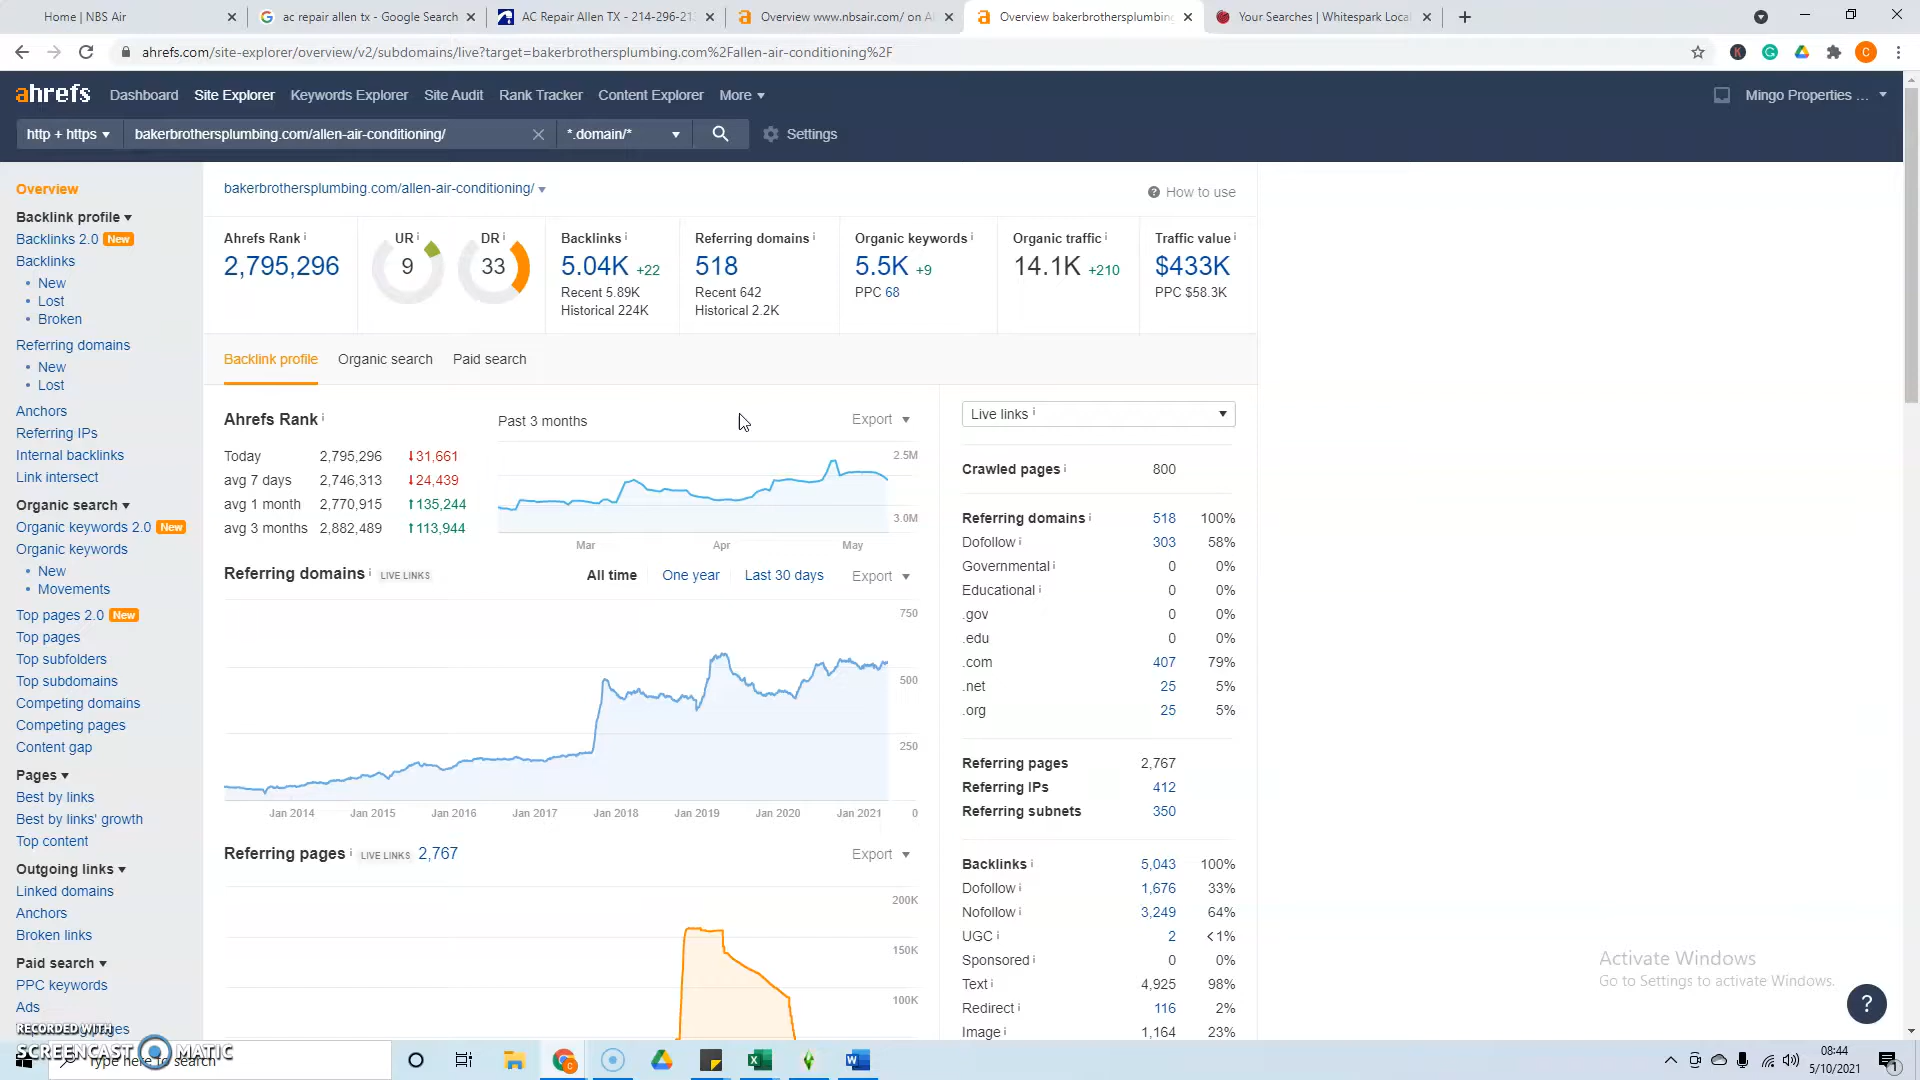 Home | NBS Air
ac repair allen tx - Google Search
AC Repair Allen TX - 214-296-21
Overview www.nbsair.com/ on A
Overview bakerbrothersplumbing
Your Searches | Whitespark Local
ahrefs.com/site-explorer/overview/v2/subdomains/live?target=bakerbrothersplumbing.com%2Fallen-air-conditioning%2F
ahrefs Dashboard Site Explorer Keywords Explorer Site Audit Rank Tracker Content Explorer More
Mingo Properties ...
http + https bakerbrothersplumbing.com/allen-air-conditioning/ *.domain/* Settings
Overview
Backlink profile
Backlinks 2.0 New
Backlinks
New
Lost
Broken
Referring domains
New
Lost
Anchors
Referring IPs
Internal backlinks
Link intersect
Organic search
Organic keywords 2.0 New
Organic keywords
New
Movements
Top pages 2.0 New
Top pages
Top subfolders
Top subdomains
Competing domains
Competing pages
Content gap
Pages
Best by links
Best by links' growth
Top content
Outgoing links
Linked domains
Anchors
Broken links
Paid search
PPC keywords
Ads
bakerbrothersplumbing.com/allen-air-conditioning/
How to use
Ahrefs Rank
2,795,296
UR
9
DR
33
Backlinks
5.04K +22
Recent 5.89K
Historical 224K
Referring domains
518
Recent 642
Historical 2.2K
Organic keywords
5.5K +9
PPC 68
Organic traffic
14.1K +210
Traffic value
$433K
PPC $58.3K
Backlink profile Organic search Paid search
Ahrefs Rank
Past 3 months
Export
Today 2,795,296 ↓31,661
avg 7 days 2,746,313 ↓24,439
avg 1 month 2,770,915 ↑135,244
avg 3 months 2,882,489 ↑113,944
2.5M
3.0M
Mar Apr May
Referring domains LIVE LINKS
All time One year Last 30 days Export
750
500
250
0
Jan 2014 Jan 2015 Jan 2016 Jan 2017 Jan 2018 Jan 2019 Jan 2020 Jan 2021
Referring pages LIVE LINKS 2,767
Export
200K
150K
100K
Live links
Crawled pages 800
Referring domains 518 100%
Dofollow 303 58%
Governmental 0 0%
Educational 0 0%
.gov 0 0%
.edu 0 0%
.com 407 79%
.net 25 5%
.org 25 5%
Referring pages 2,767
Referring IPs 412
Referring subnets 350
Backlinks 5,043 100%
Dofollow 1,676 33%
Nofollow 3,249 64%
UGC 2 <1%
Sponsored 0 0%
Text 4,925 98%
Redirect 116 2%
Image 1,164 23%
Activate Windows
Go to Settings to activate Windows.
?
RECORDED WITH
SCREENCAST MATIC
Type here to search
08:44
5/10/2021
1